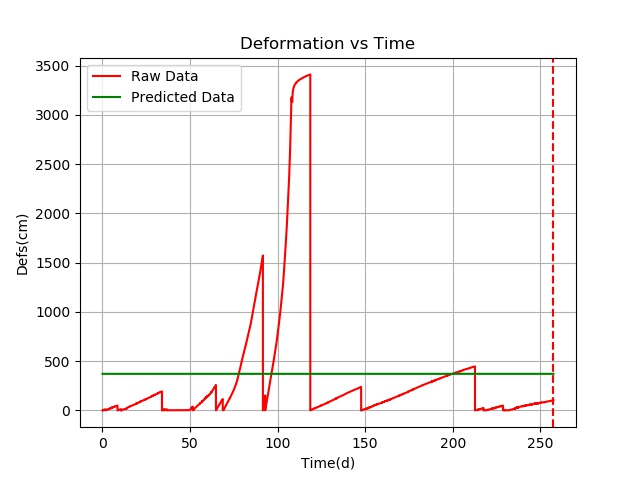 Deformation vs Time
Raw Data
Predicted Data
3500
3000
2500
2000
1500
1000
500
0
Defs(cm)
0 50 100 150 200 250
Time(d)